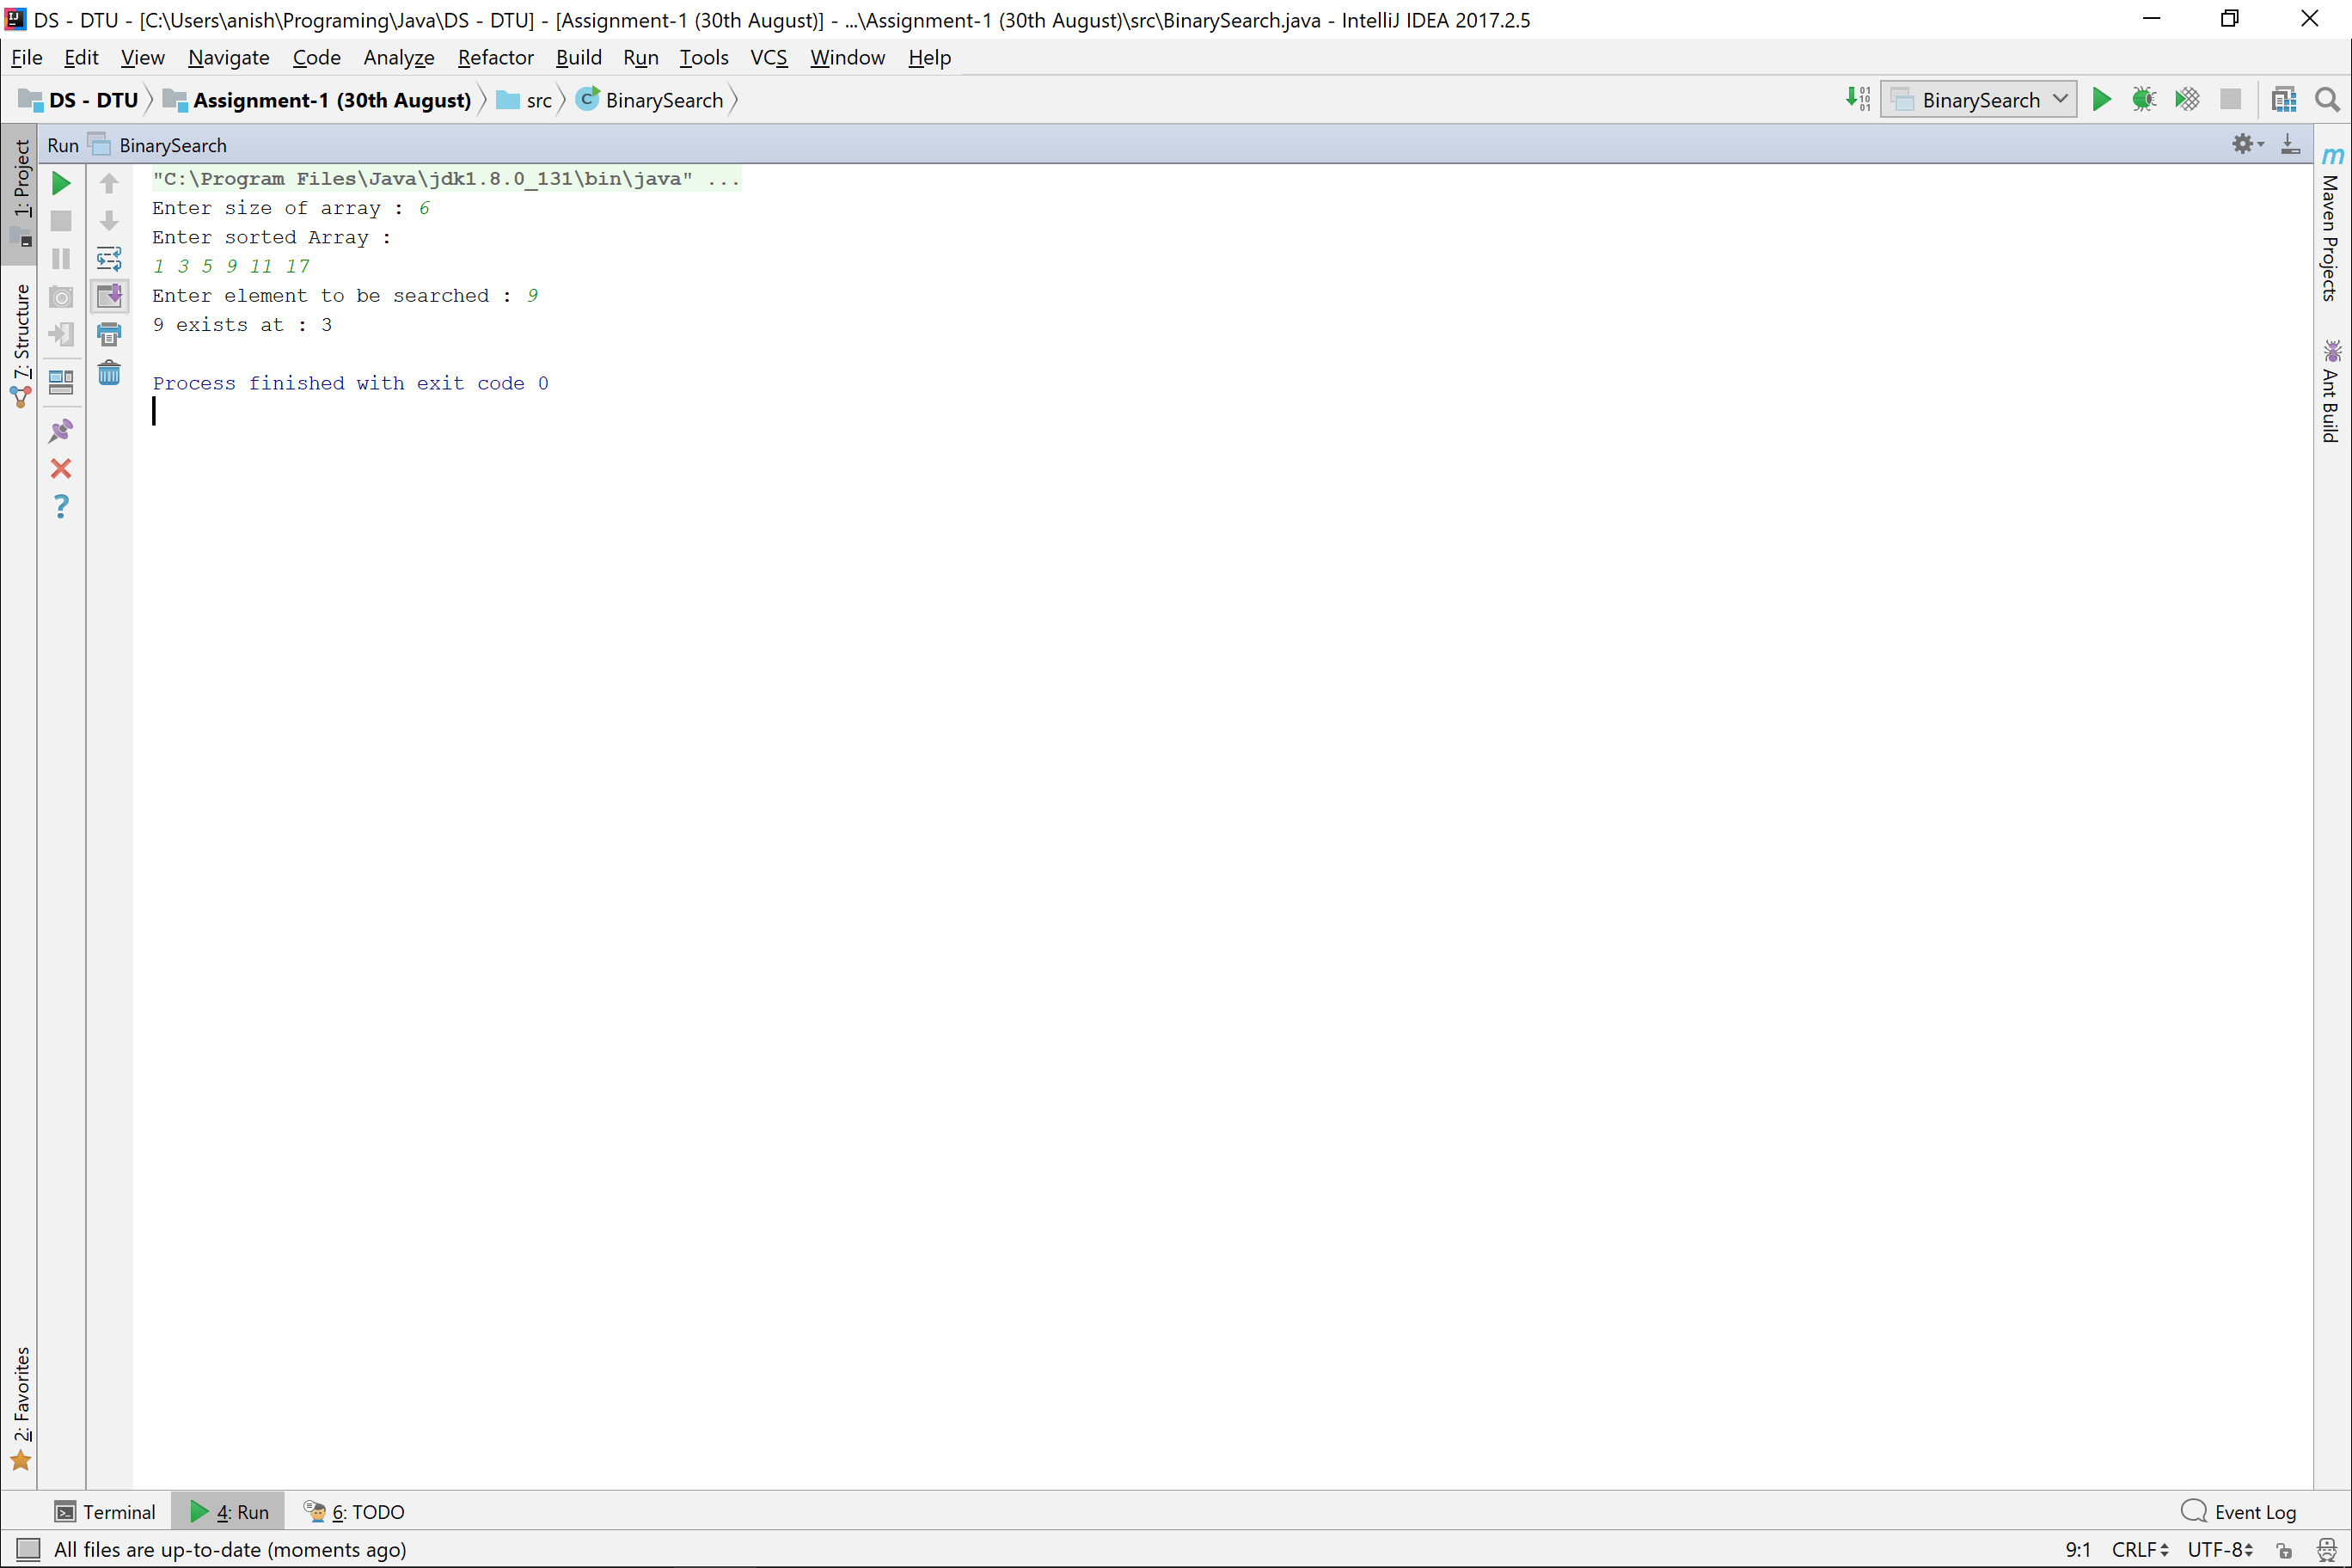 DS - DTU - [C:\Users\anish\Programing\Java\DS - DTU] - [Assignment-1 (30th August)] - ...\Assignment-1 (30th August)\src\BinarySearch.java - IntelliJ IDEA 2017.2.5
File Edit View Navigate Code Analyze Refactor Build Run Tools VCS Window Help
DS - DTU Assignment-1 (30th August) src BinarySearch BinarySearch
Run BinarySearch
1: Project
7: Structure
2: Favorites
"C:\Program Files\Java\jdk1.8.0_131\bin\java" ...
Enter size of array : 6
Enter sorted Array :
1 3 5 9 11 17
Enter element to be searched : 9
9 exists at : 3
Process finished with exit code 0
Maven Projects
Ant Build
Terminal 4: Run 6: TODO Event Log
All files are up-to-date (moments ago) 9:1 CRLF UTF-8